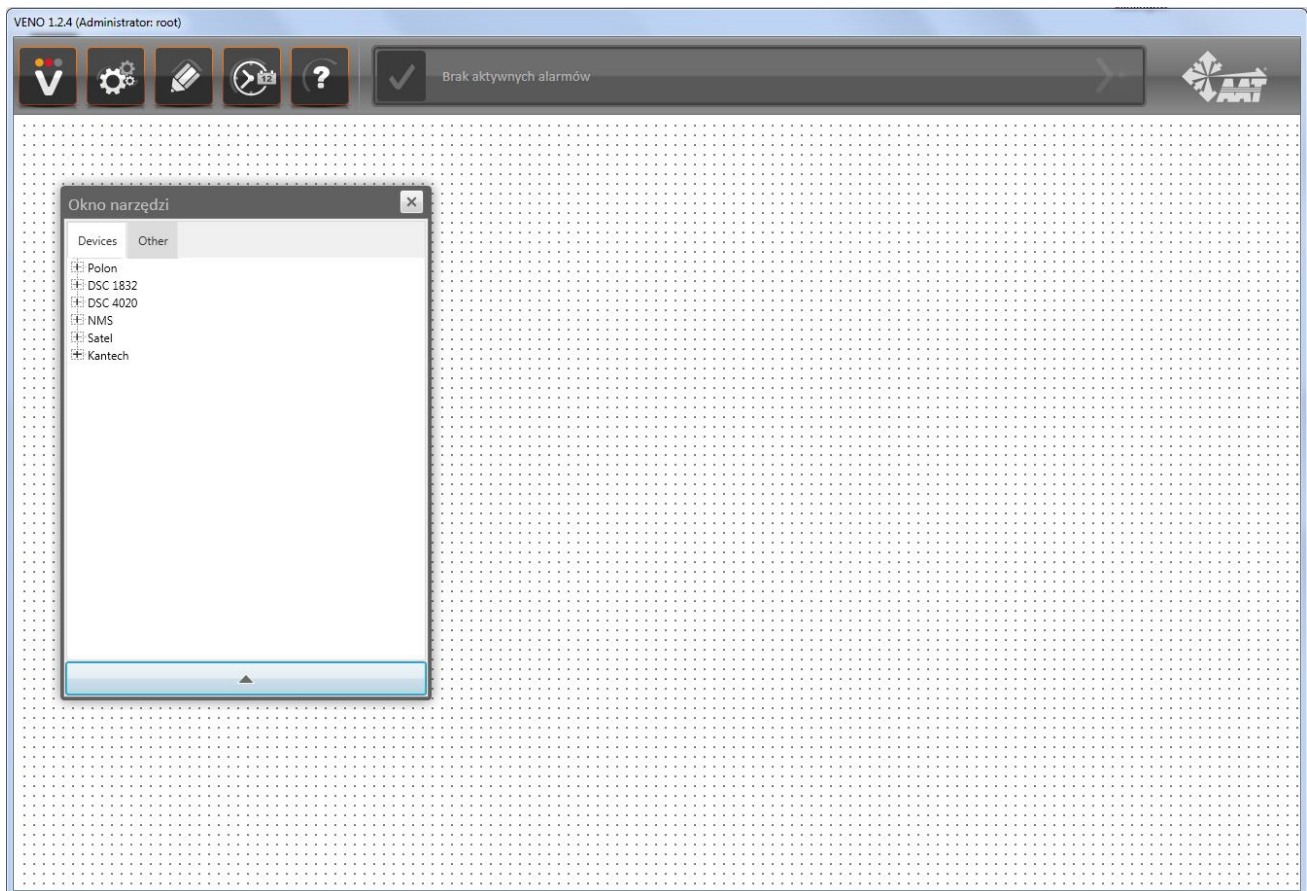 VENO 1.2.4 (Administrator: root)
V
12
?
Brak aktywnych alarmów
AAT
Okno narzędzi
Devices
Other
Polon
DSC 1832
DSC 4020
NMS
Satel
Kantech